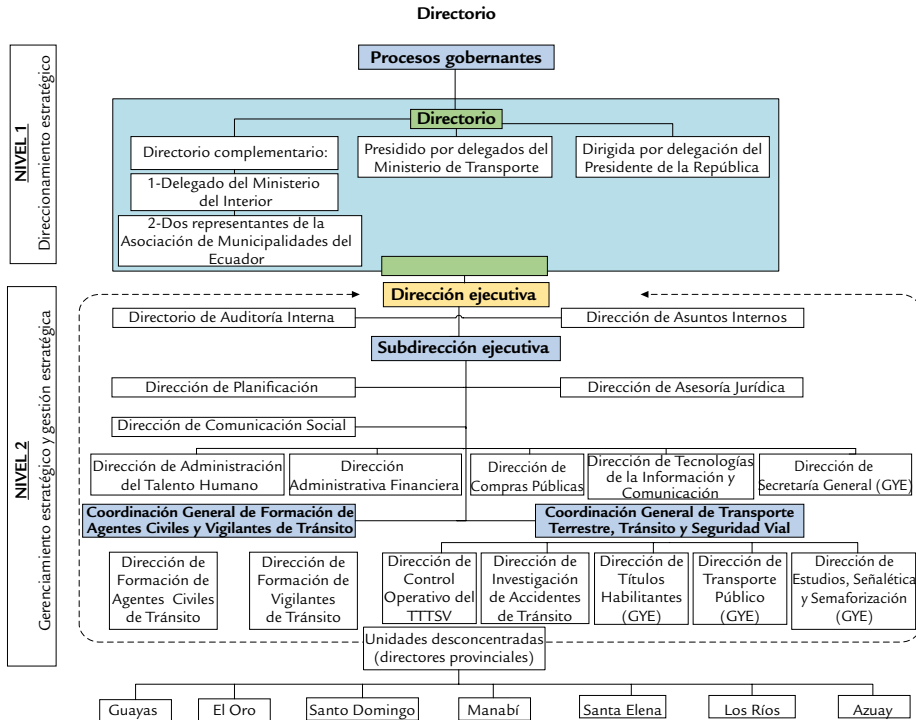 Directorio
NIVEL 1
Direccionamiento estratégico
Procesos gobernantes
Directorio
Directorio complementario:
1-Delegado del Ministerio
del Interior
2-Dos representantes de la
Asociación de Municipalidades del
Ecuador
Presidido por delegados del
Ministerio de Transporte
Dirigida por delegación del
Presidente de la República
NIVEL 2
Gerenciamiento estratégico y gestión estratégica
Dirección ejecutiva
Directorio de Auditoría Interna
Dirección de Asuntos Internos
Subdirección ejecutiva
Dirección de Planificación
Dirección de Asesoría Jurídica
Dirección de Comunicación Social
Dirección de Administración
del Talento Humano
Dirección
Administrativa Financiera
Dirección de
Compras Públicas
Dirección de Tecnologías
de la Información y
Comunicación
Dirección de
Secretaría General (GYE)
Coordinación General de Formación de
Agentes Civiles y Vigilantes de Tránsito
Coordinación General de Transporte
Terrestre, Tránsito y Seguridad Vial
Dirección de
Formación de
Agentes Civiles
de Tránsito
Dirección de
Formación de
Vigilantes
de Tránsito
Dirección de
Control
Operativo del
TTTSV
Dirección de
Investigación de
Accidentes
de Tránsito
Dirección de
Títulos
Habilitantes
(GYE)
Dirección de
Transporte
Público
(GYE)
Dirección de
Estudios, Señalética
y Semaforización
(GYE)
Unidades desconcentradas
(directores provinciales)
Guayas
El Oro
Santo Domingo
Manabí
Santa Elena
Los Ríos
Azuay